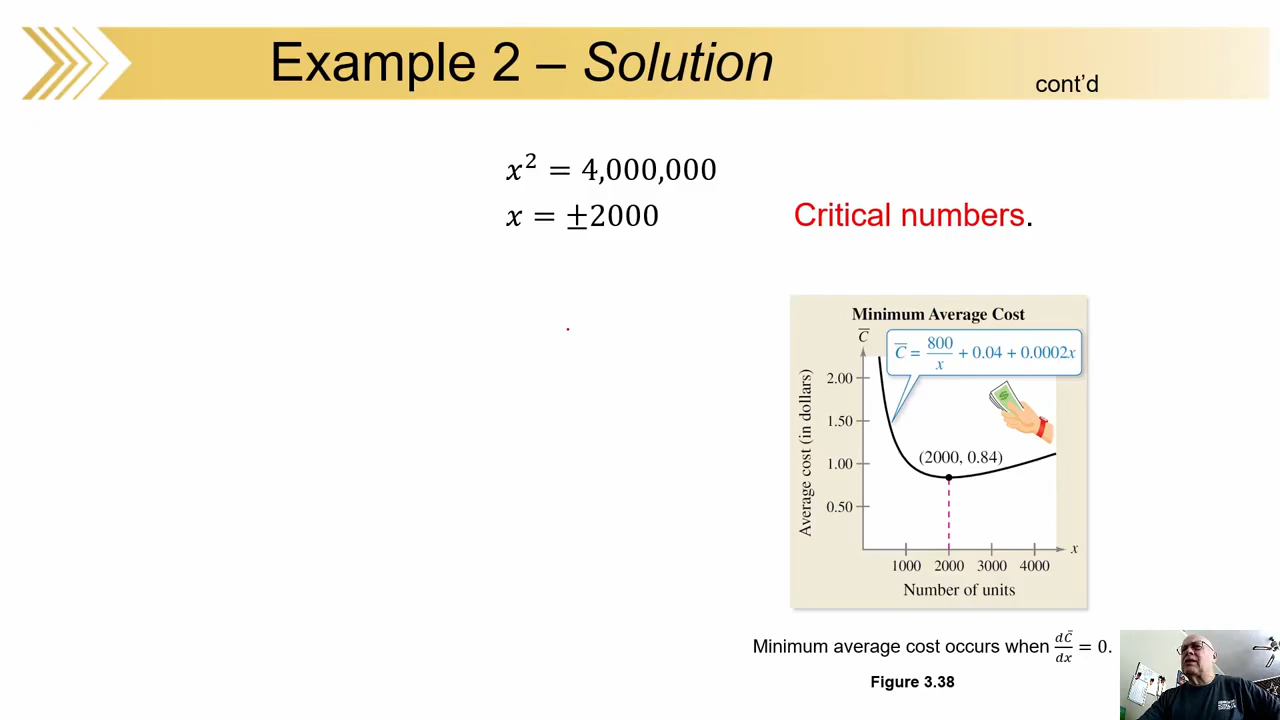 Example 2 – Solution
cont'd
x² = 4,000,000
x = ±2000
Critical numbers.
Minimum Average Cost
C̅
C̅ = 800/x + 0.04 + 0.0002x
Average cost (in dollars)
2.00
1.50
1.00
0.50
(2000, 0.84)
x
1000 2000 3000 4000
Number of units
Minimum average cost occurs when dC̅/dx = 0.
Figure 3.38